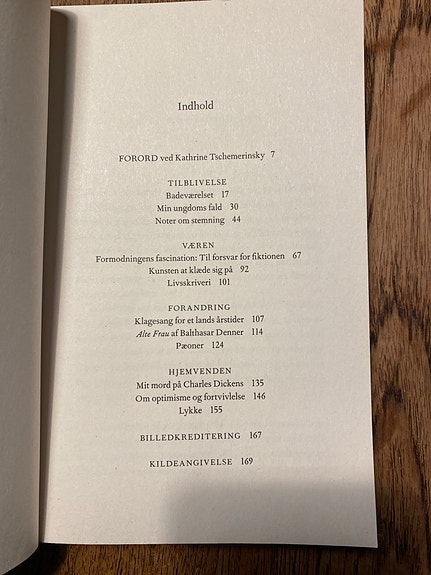 Indhold
FORORD ved Kathrine Tschemerinsky 7
TILBLIVELSE
Badeværelset 17
Min ungdoms fald 30
Noter om stemning 44
VÆREN
Formodningens fascination: Til forsvar for fiktionen 67
Kunsten at klæde sig på 92
Livsskriveri 101
FORANDRING
Klagesang for et lands årstider 107
Alte Frau af Balthasar Denner 114
Pæoner 124
HJEMVENDEN
Mit mord på Charles Dickens 135
Om optimisme og fortvivlelse 146
Lykke 155
BILLEDKREDITERING 167
KILDEANGIVELSE 169